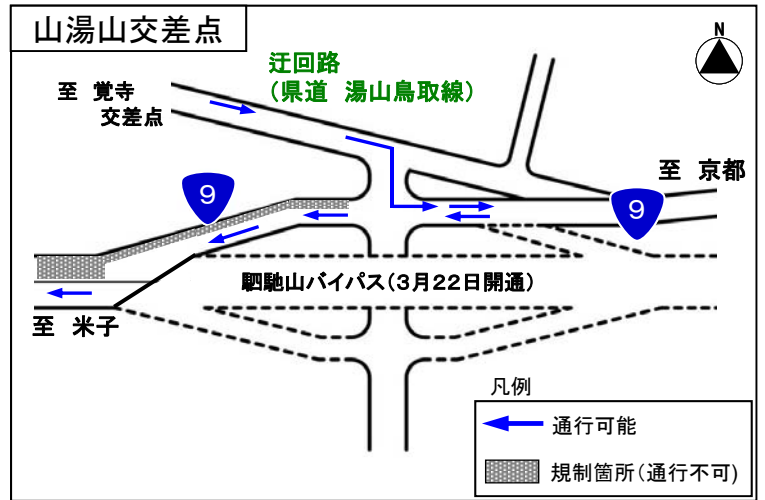 山湯山交差点
N
迂回路
(県道 湯山鳥取線)
至 覚寺
交差点
至 京都
9
9
駟馳山バイパス(3月22日開通)
至 米子
凡例
通行可能
規制箇所(通行不可)